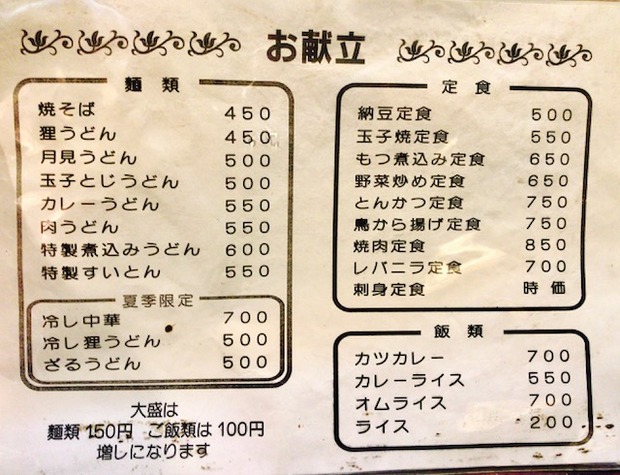 お献立
麺類
焼そば 450
狸うどん 450
月見うどん 500
玉子とじうどん 500
カレーうどん 550
肉うどん 550
特製煮込みうどん 600
特製すいとん 550
夏季限定
冷し中華 700
冷し狸うどん 500
ざるうどん 500
大盛は
麺類150円 ご飯類は100円
増しになります
定食
納豆定食 500
玉子焼定食 550
もつ煮込み定食 650
野菜炒め定食 650
とんかつ定食 750
鳥から揚げ定食 750
焼肉定食 850
レバニラ定食 700
刺身定食 時価
飯類
カツカレー 700
カレーライス 550
オムライス 700
ライス 200